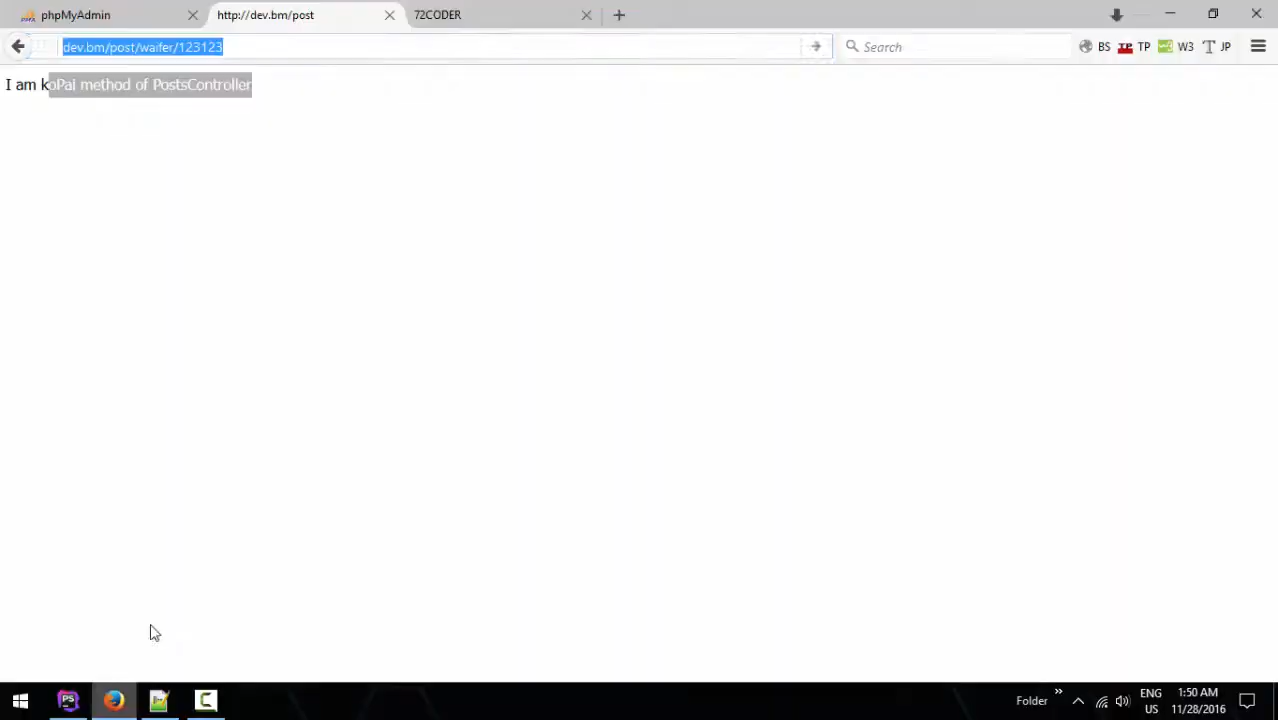 phpMyAdmin
http://dev.bm/post
72CODER
dev.bm/post/waifer/123123
Search
BS
TP
W3
JP
I am koPai method of PostsController
Folder
ENG
US
1:50 AM
11/28/2016